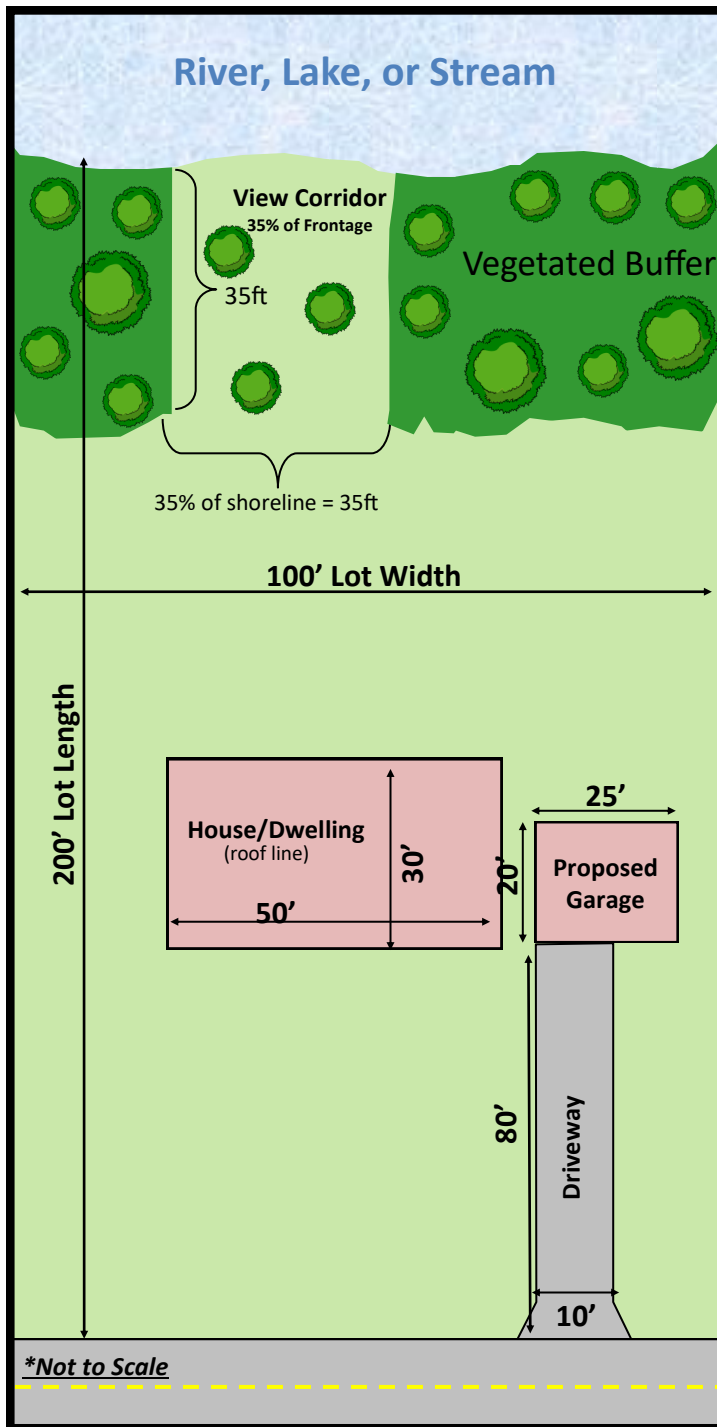 River, Lake, or Stream
View Corridor
35% of Frontage
Vegetated Buffer
35ft
35% of shoreline = 35ft
100’ Lot Width
200’ Lot Length
House/Dwelling
(roof line)
30’
50’
25’
20’
Proposed
Garage
80’
Driveway
10’
*Not to Scale